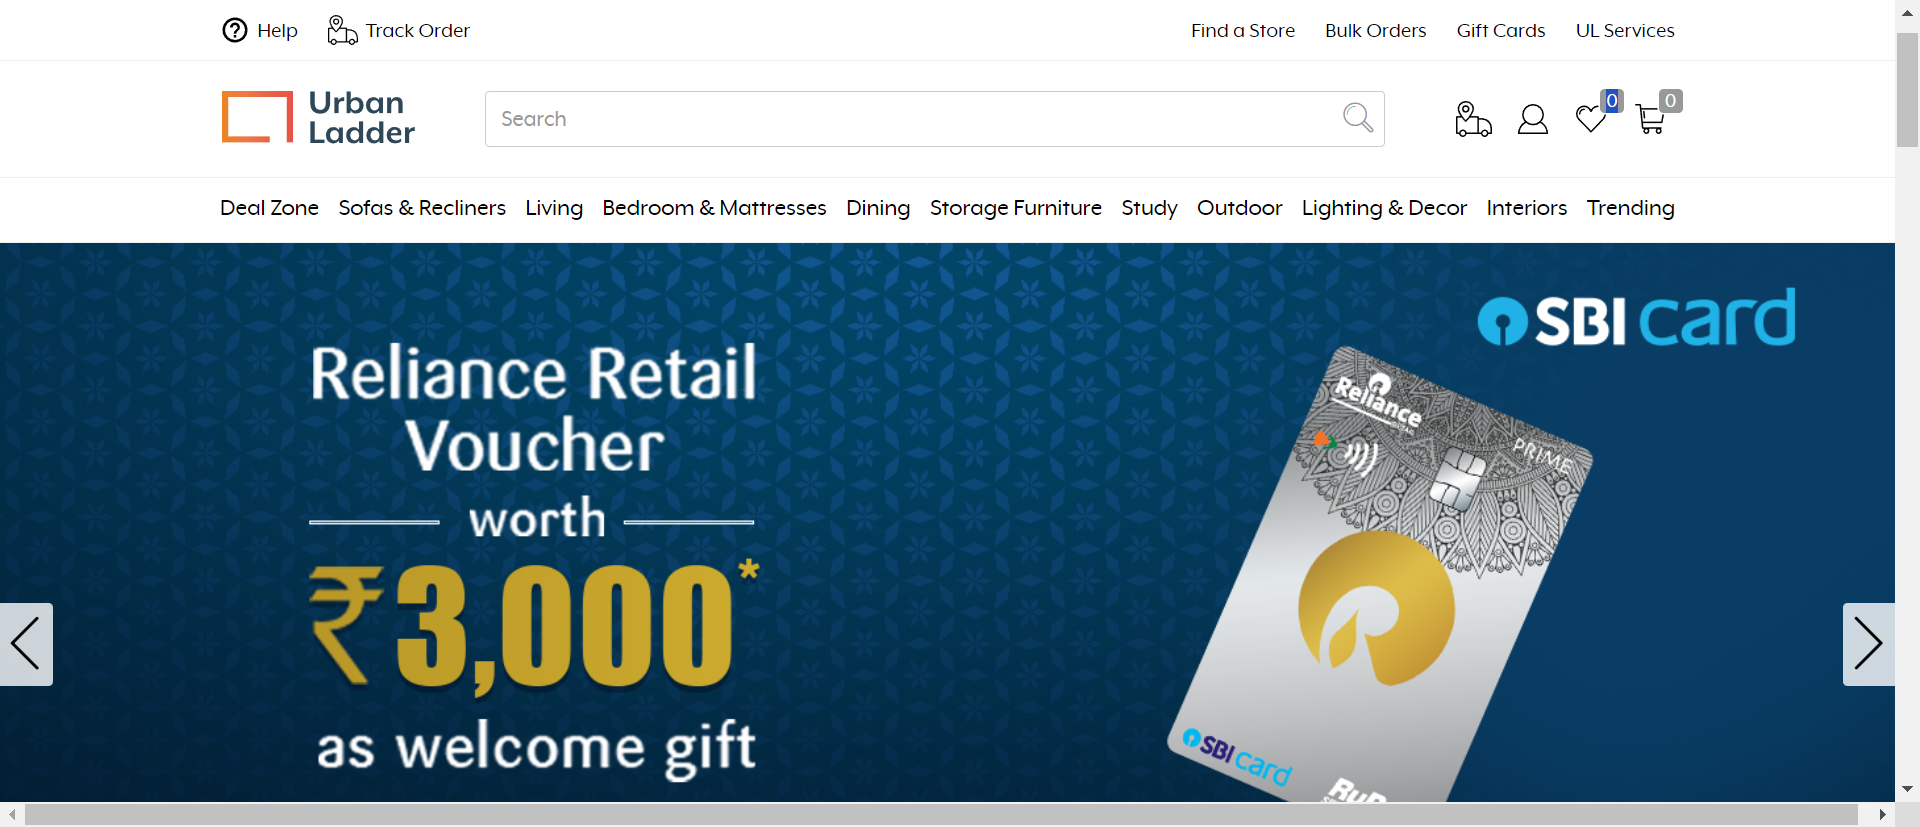 Help Track Order Find a Store Bulk Orders Gift Cards UL Services
Urban
Ladder
Search
0 0
Deal Zone Sofas & Recliners Living Bedroom & Mattresses Dining Storage Furniture Study Outdoor Lighting & Decor Interiors Trending
SBI card
Reliance Retail
Voucher
worth
₹3,000*
as welcome gift
Reliance
PRIME
SBI card